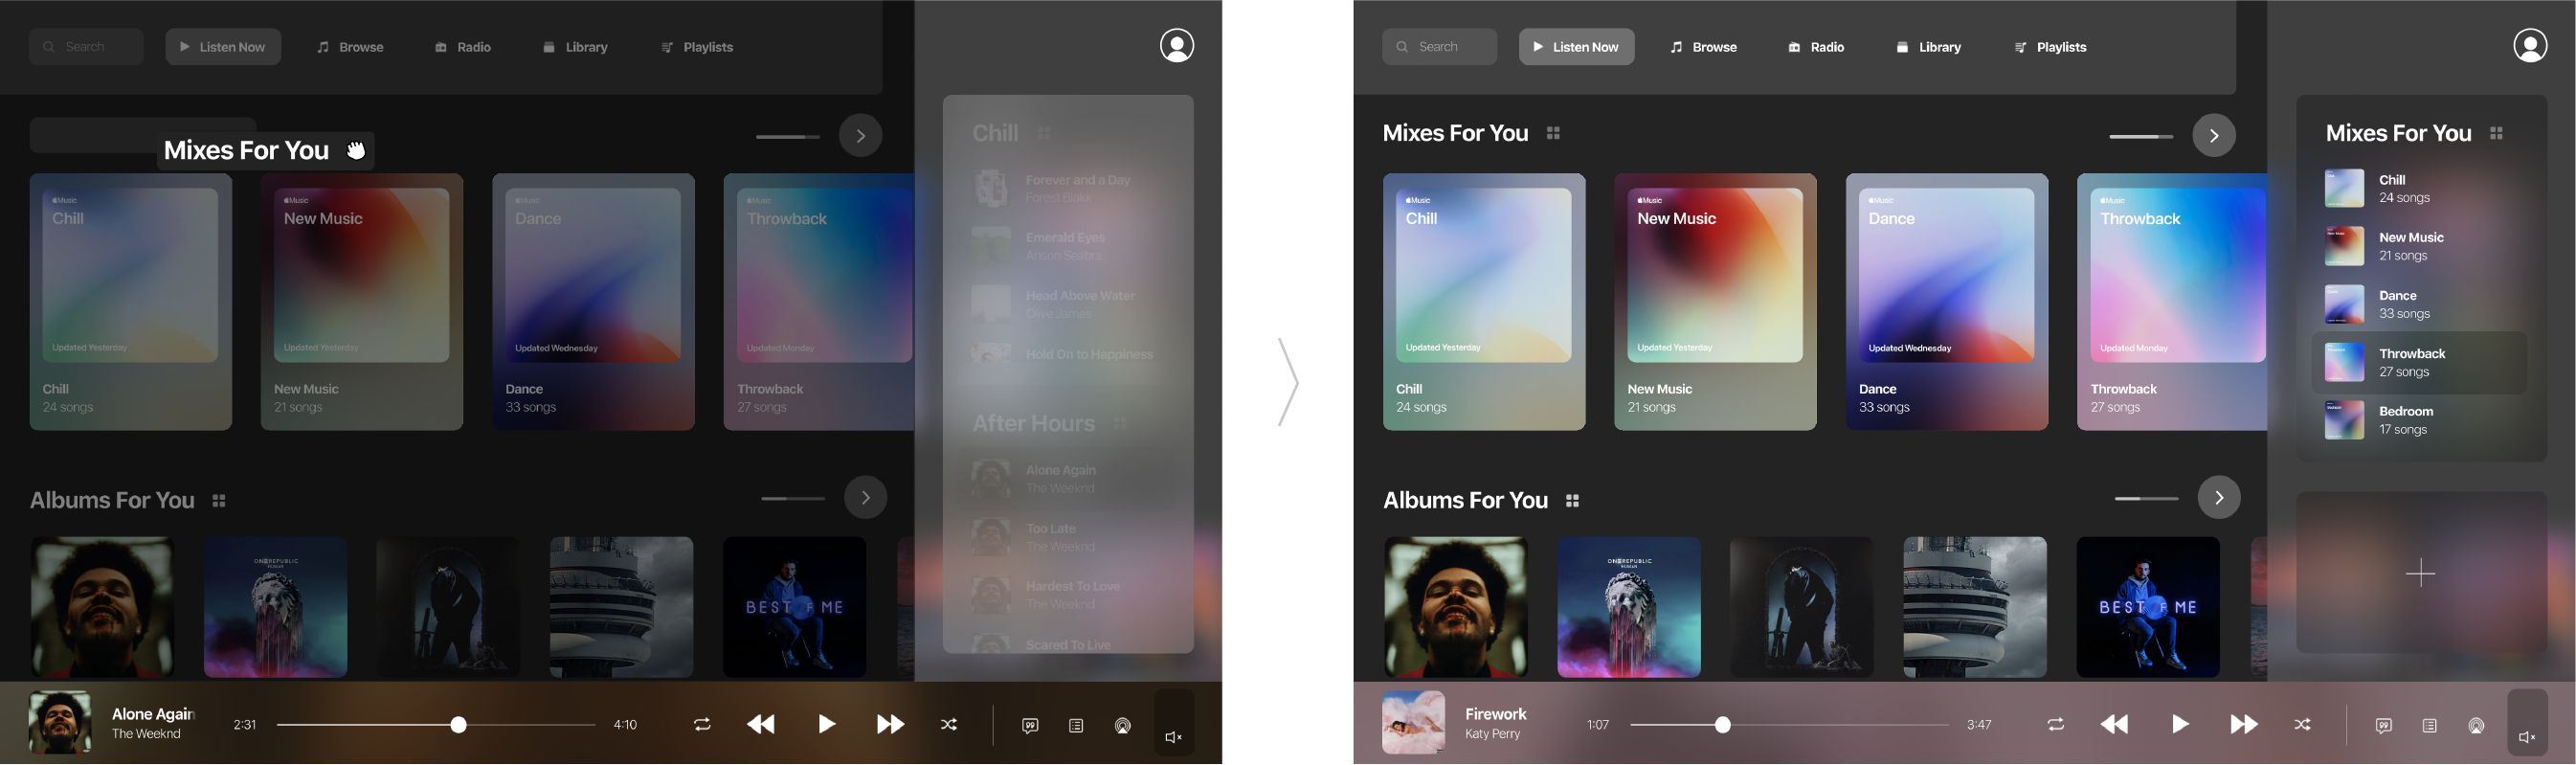 Search
Listen Now
Browse
Radio
Library
Playlists
Mixes For You
Music
Chill
Updated Yesterday
Chill
24 songs
Music
New Music
Updated Yesterday
New Music
21 songs
Music
Dance
Updated Wednesday
Dance
33 songs
Music
Throwback
Updated Monday
Throwback
27 songs
Albums For You
ONEREPUBLIC
HUMAN
BEST OF ME
Chill
Forever and a Day
Forest Blakk
Emerald Eyes
Anson Seabra
Head Above Water
Olive James
Hold On to Happiness
After Hours
Alone Again
The Weeknd
Too Late
The Weeknd
Hardest To Love
The Weeknd
Scared To Live
Alone Again
The Weeknd
2:31
4:10
Search
Listen Now
Browse
Radio
Library
Playlists
Mixes For You
Music
Chill
Updated Yesterday
Chill
24 songs
Music
New Music
Updated Yesterday
New Music
21 songs
Music
Dance
Updated Wednesday
Dance
33 songs
Music
Throwback
Updated Monday
Throwback
27 songs
Albums For You
ONEREPUBLIC
HUMAN
BEST OF ME
Mixes For You
Chill
24 songs
New Music
21 songs
Dance
33 songs
Throwback
27 songs
Bedroom
17 songs
Firework
Katy Perry
1:07
3:47